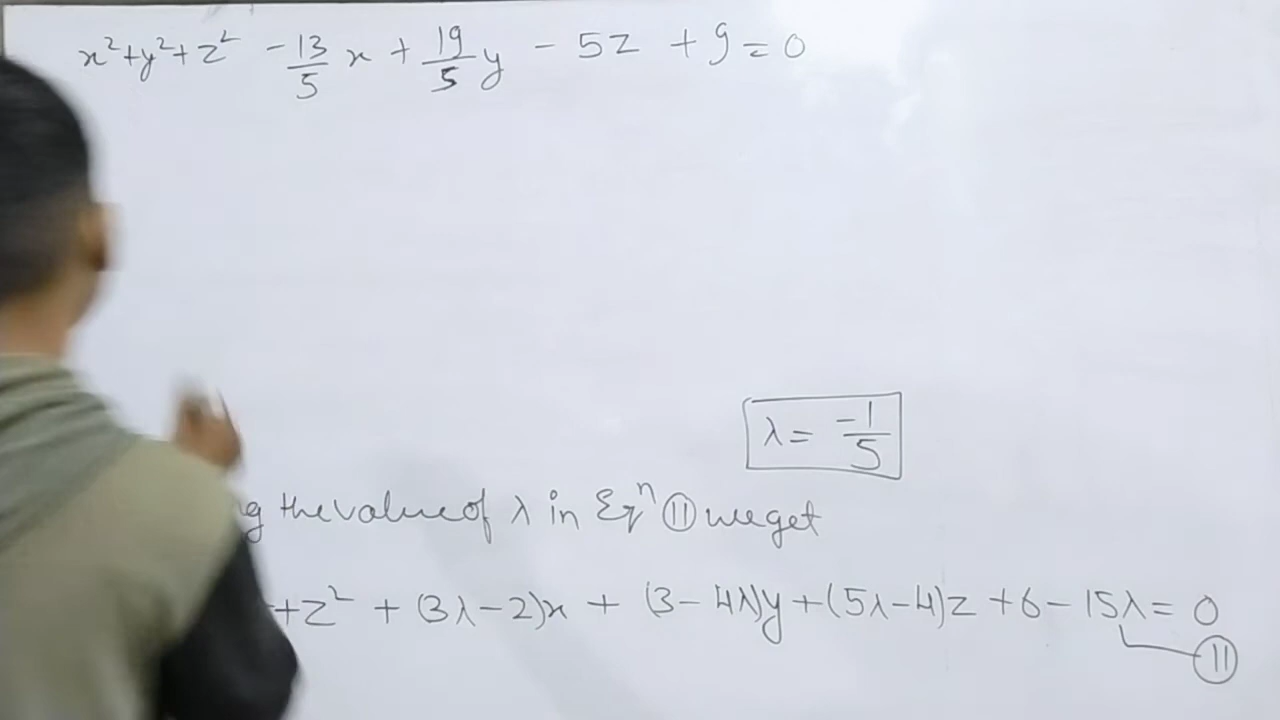 x²+y²+z² - 13/5 x + 19/5 y - 5z + 9 = 0
λ = -1/5
the value of λ in Eqⁿ ⑪ we get
+z² + (3λ-2)x + (3-4λ)y + (5λ-4)z + 6 - 15λ = 0
⑪